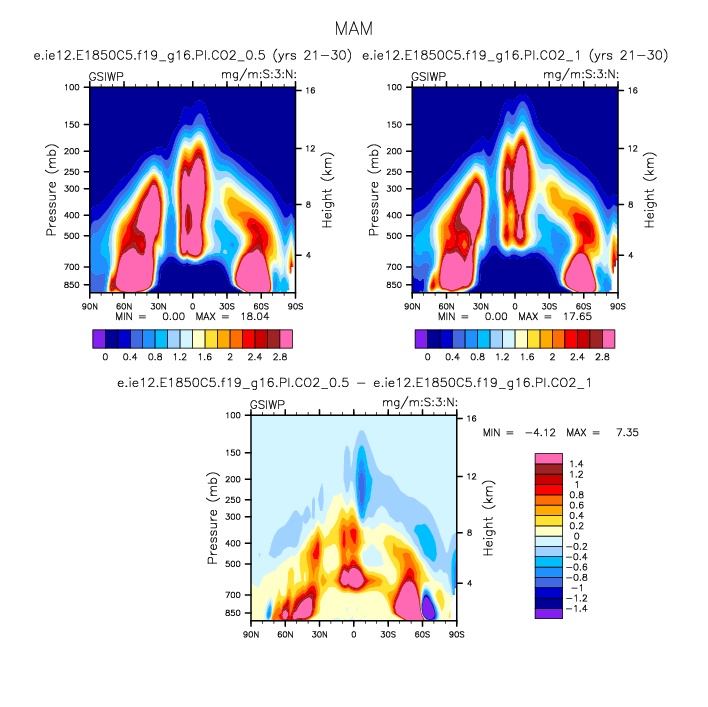 MAM
e.ie12.E1850C5.f19_g16.PI.CO2_0.5 (yrs 21-30)
e.ie12.E1850C5.f19_g16.PI.CO2_1 (yrs 21-30)
GSIWP mg/m:S:3:N:
100
150
200
250
300
400
500
700
850
Pressure (mb)
16
12
8
4
Height (km)
90N 60N 30N 0 30S 60S 90S
MIN = 0.00 MAX = 18.04
0 0.4 0.8 1.2 1.6 2 2.4 2.8
GSIWP mg/m:S:3:N:
100
150
200
250
300
400
500
700
850
Pressure (mb)
16
12
8
4
Height (km)
90N 60N 30N 0 30S 60S 90S
MIN = 0.00 MAX = 17.65
0 0.4 0.8 1.2 1.6 2 2.4 2.8
e.ie12.E1850C5.f19_g16.PI.CO2_0.5 - e.ie12.E1850C5.f19_g16.PI.CO2_1
GSIWP mg/m:S:3:N:
100
150
200
250
300
400
500
700
850
Pressure (mb)
16
12
8
4
Height (km)
90N 60N 30N 0 30S 60S 90S
MIN = -4.12 MAX = 7.35
1.4
1.2
1
0.8
0.6
0.4
0.2
0
-0.2
-0.4
-0.6
-0.8
-1
-1.2
-1.4